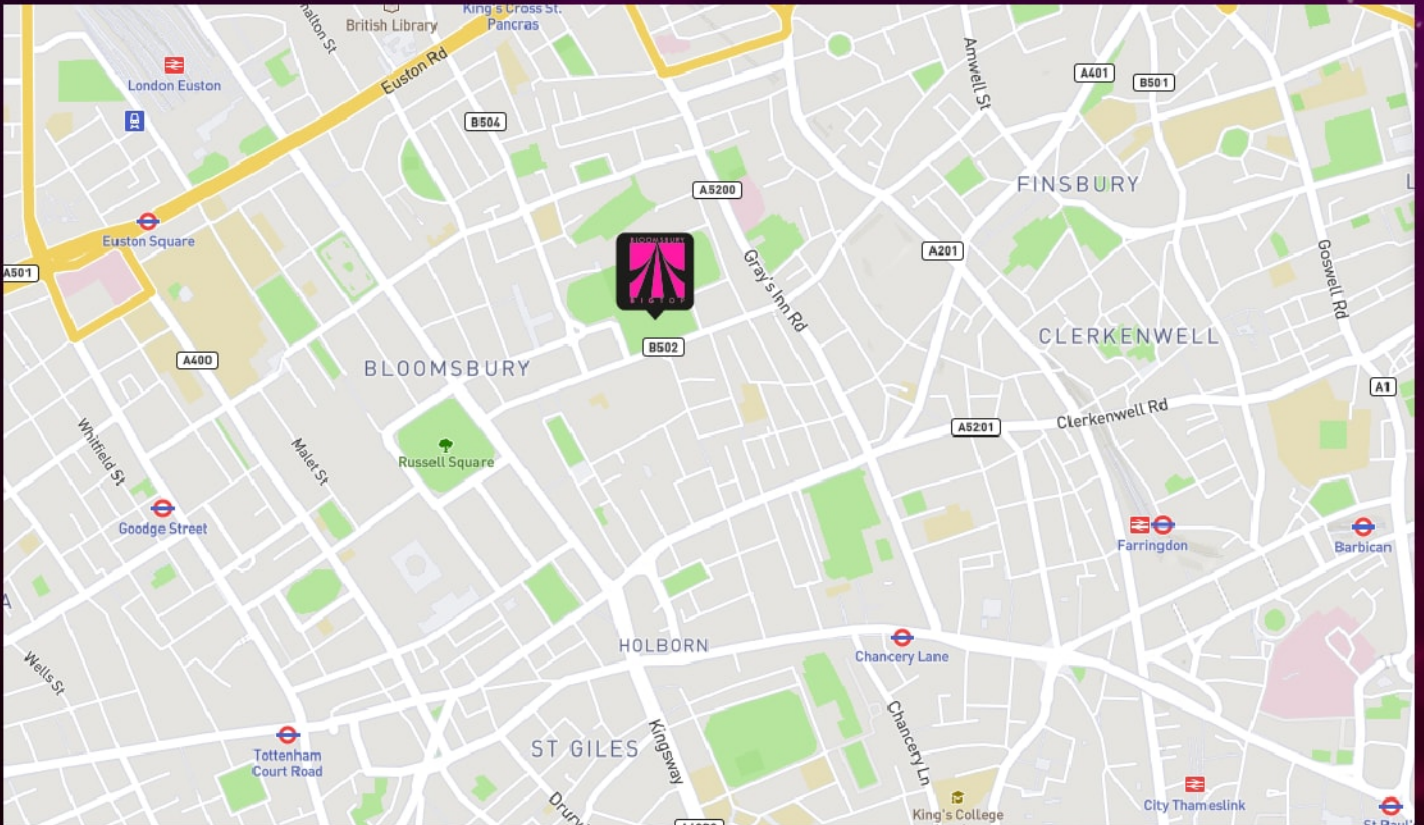 King's Cross St.
Pancras
British Library
Euston Rd
Amwell St
A401
B501
London Euston
B504
A5200
FINSBURY
Euston Square
BLOOMSBURY
BIGTOP
A201
Gray's Inn Rd
Goswell Rd
A501
B502
CLERKENWELL
A400
BLOOMSBURY
A1
Clerkenwell Rd
A5201
Whitfield St
Malet St
Russell Square
Goodge Street
Farringdon
Barbican
HOLBORN
Chancery Lane
Wells St
Chancery Ln
Kingsway
ST GILES
Tottenham
Court Road
City Thameslink
King's College